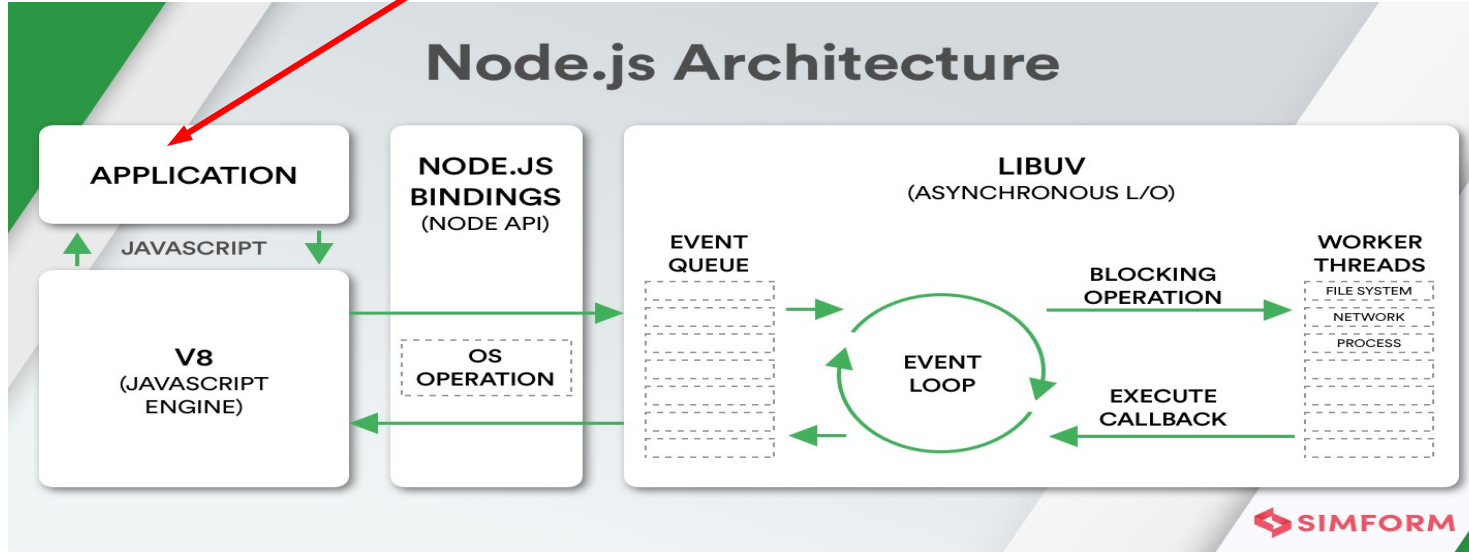 Node.js Architecture
APPLICATION
JAVASCRIPT
V8
(JAVASCRIPT
ENGINE)
NODE.JS
BINDINGS
(NODE API)
OS
OPERATION
LIBUV
(ASYNCHRONOUS L/O)
EVENT
QUEUE
EVENT
LOOP
BLOCKING
OPERATION
EXECUTE
CALLBACK
WORKER
THREADS
FILE SYSTEM
NETWORK
PROCESS
SIMFORM